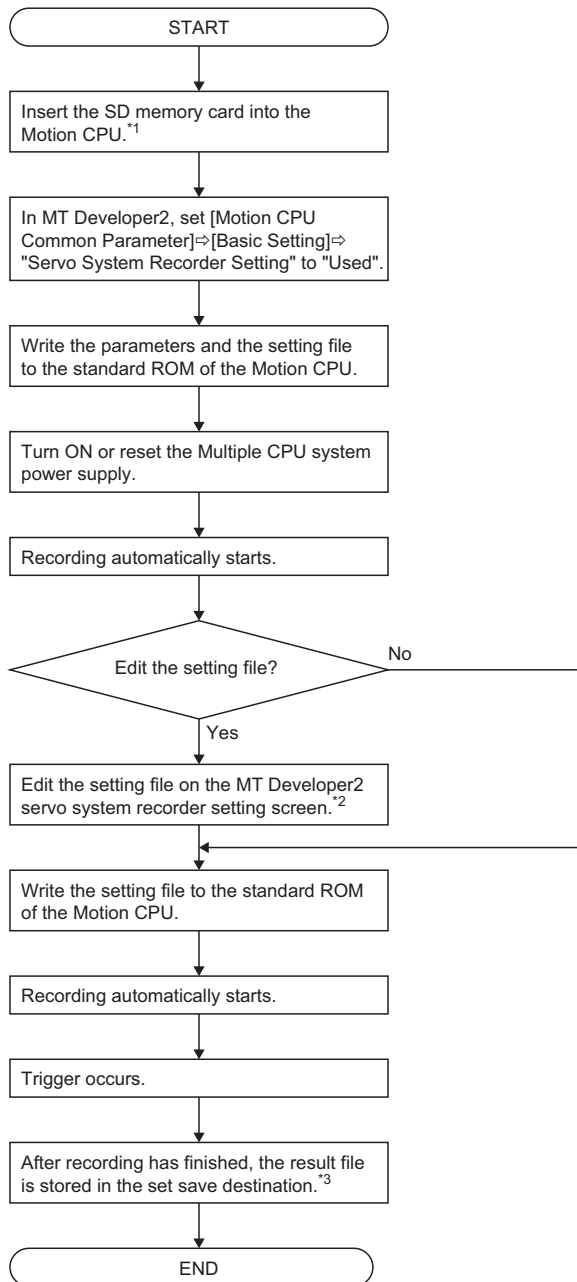 START
Insert the SD memory card into the
Motion CPU.*1
In MT Developer2, set [Motion CPU
Common Parameter]⇨[Basic Setting]⇨
"Servo System Recorder Setting" to "Used".
Write the parameters and the setting file
to the standard ROM of the Motion CPU.
Turn ON or reset the Multiple CPU system
power supply.
Recording automatically starts.
Edit the setting file?
No
Yes
Edit the setting file on the MT Developer2
servo system recorder setting screen.*2
Write the setting file to the standard ROM
of the Motion CPU.
Recording automatically starts.
Trigger occurs.
After recording has finished, the result file
is stored in the set save destination.*3
END